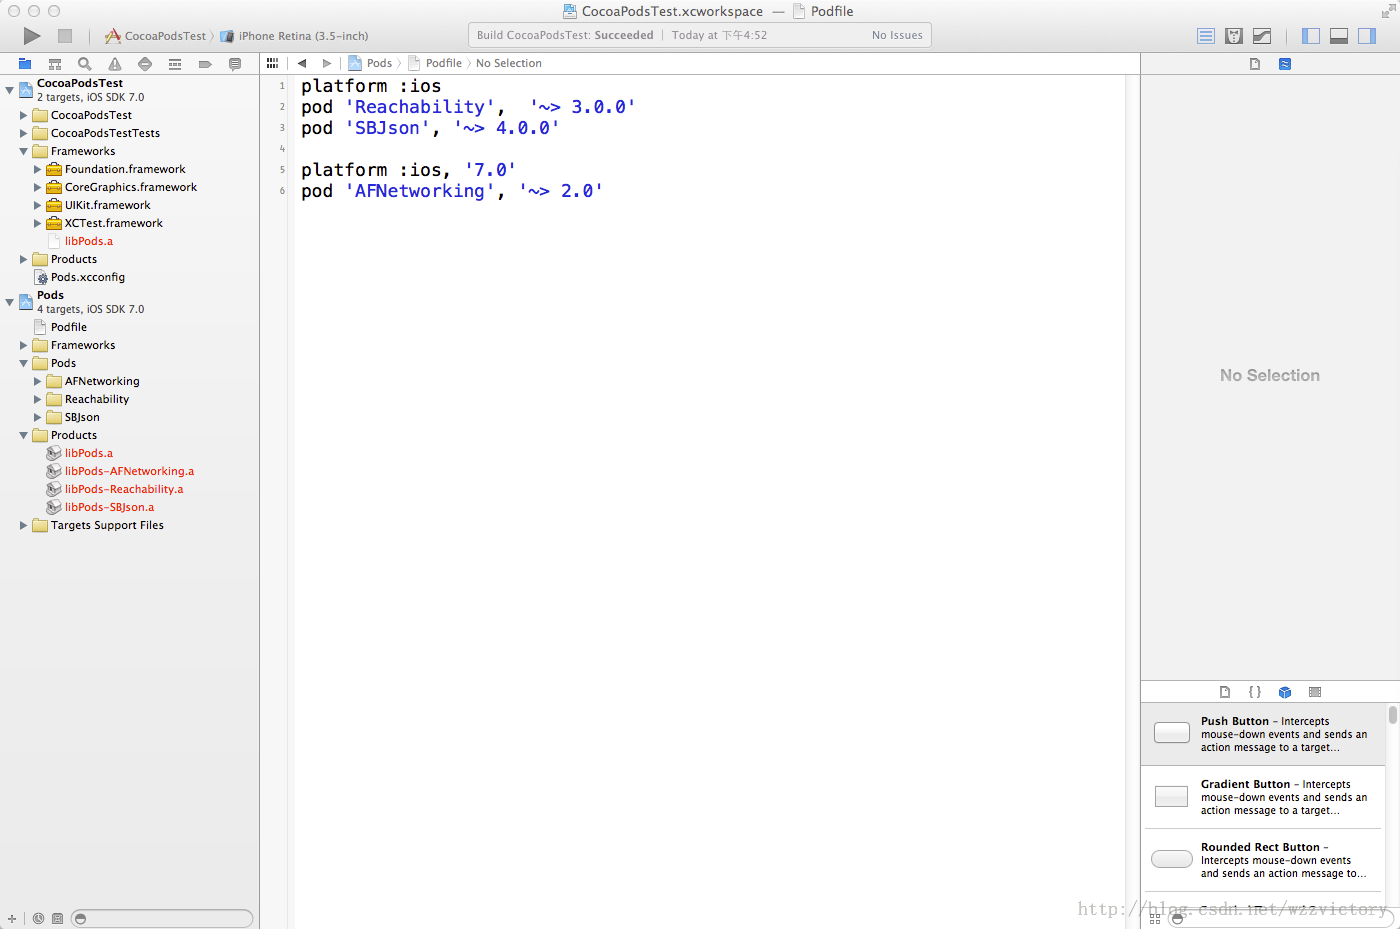 CocoaPodsTest.xcworkspace — Podfile
CocoaPodsTest 〉 iPhone Retina (3.5-inch)
Build CocoaPodsTest: Succeeded | Today at 下午4:52 No Issues
Pods 〉 Podfile 〉 No Selection
CocoaPodsTest
2 targets, iOS SDK 7.0
CocoaPodsTest
CocoaPodsTestTests
Frameworks
Foundation.framework
CoreGraphics.framework
UIKit.framework
XCTest.framework
libPods.a
Products
Pods.xcconfig
Pods
4 targets, iOS SDK 7.0
Podfile
Frameworks
Pods
AFNetworking
Reachability
SBJson
Products
libPods.a
libPods-AFNetworking.a
libPods-Reachability.a
libPods-SBJson.a
Targets Support Files
1 platform :ios
2 pod 'Reachability',  '~> 3.0.0'
3 pod 'SBJson', '~> 4.0.0'
4
5 platform :ios, '7.0'
6 pod 'AFNetworking', '~> 2.0'
No Selection
{ }
Push Button - Intercepts
mouse-down events and sends an
action message to a target...
Gradient Button - Intercepts
mouse-down events and sends an
action message to a target...
Rounded Rect Button -
Intercepts mouse-down events
and sends an action message to...
http://blog.csdn.net/wzzvictory